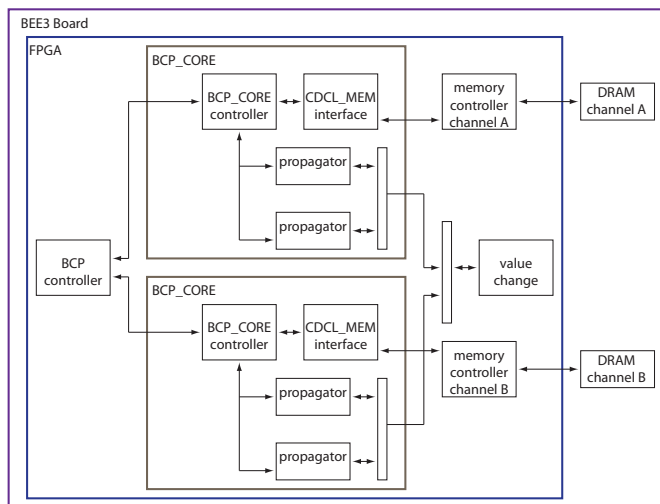 BEE3 Board
FPGA
BCP_CORE
BCP_CORE
controller
CDCL_MEM
interface
memory
controller
channel A
DRAM
channel A
propagator
propagator
BCP
controller
value
change
BCP_CORE
BCP_CORE
controller
CDCL_MEM
interface
memory
controller
channel B
DRAM
channel B
propagator
propagator